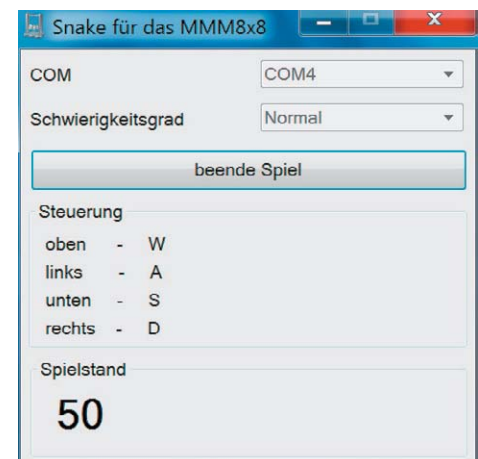 Snake für das MMM8x8
COM COM4
Schwierigkeitsgrad Normal
beende Spiel
Steuerung
oben - W
links - A
unten - S
rechts - D
Spielstand
50